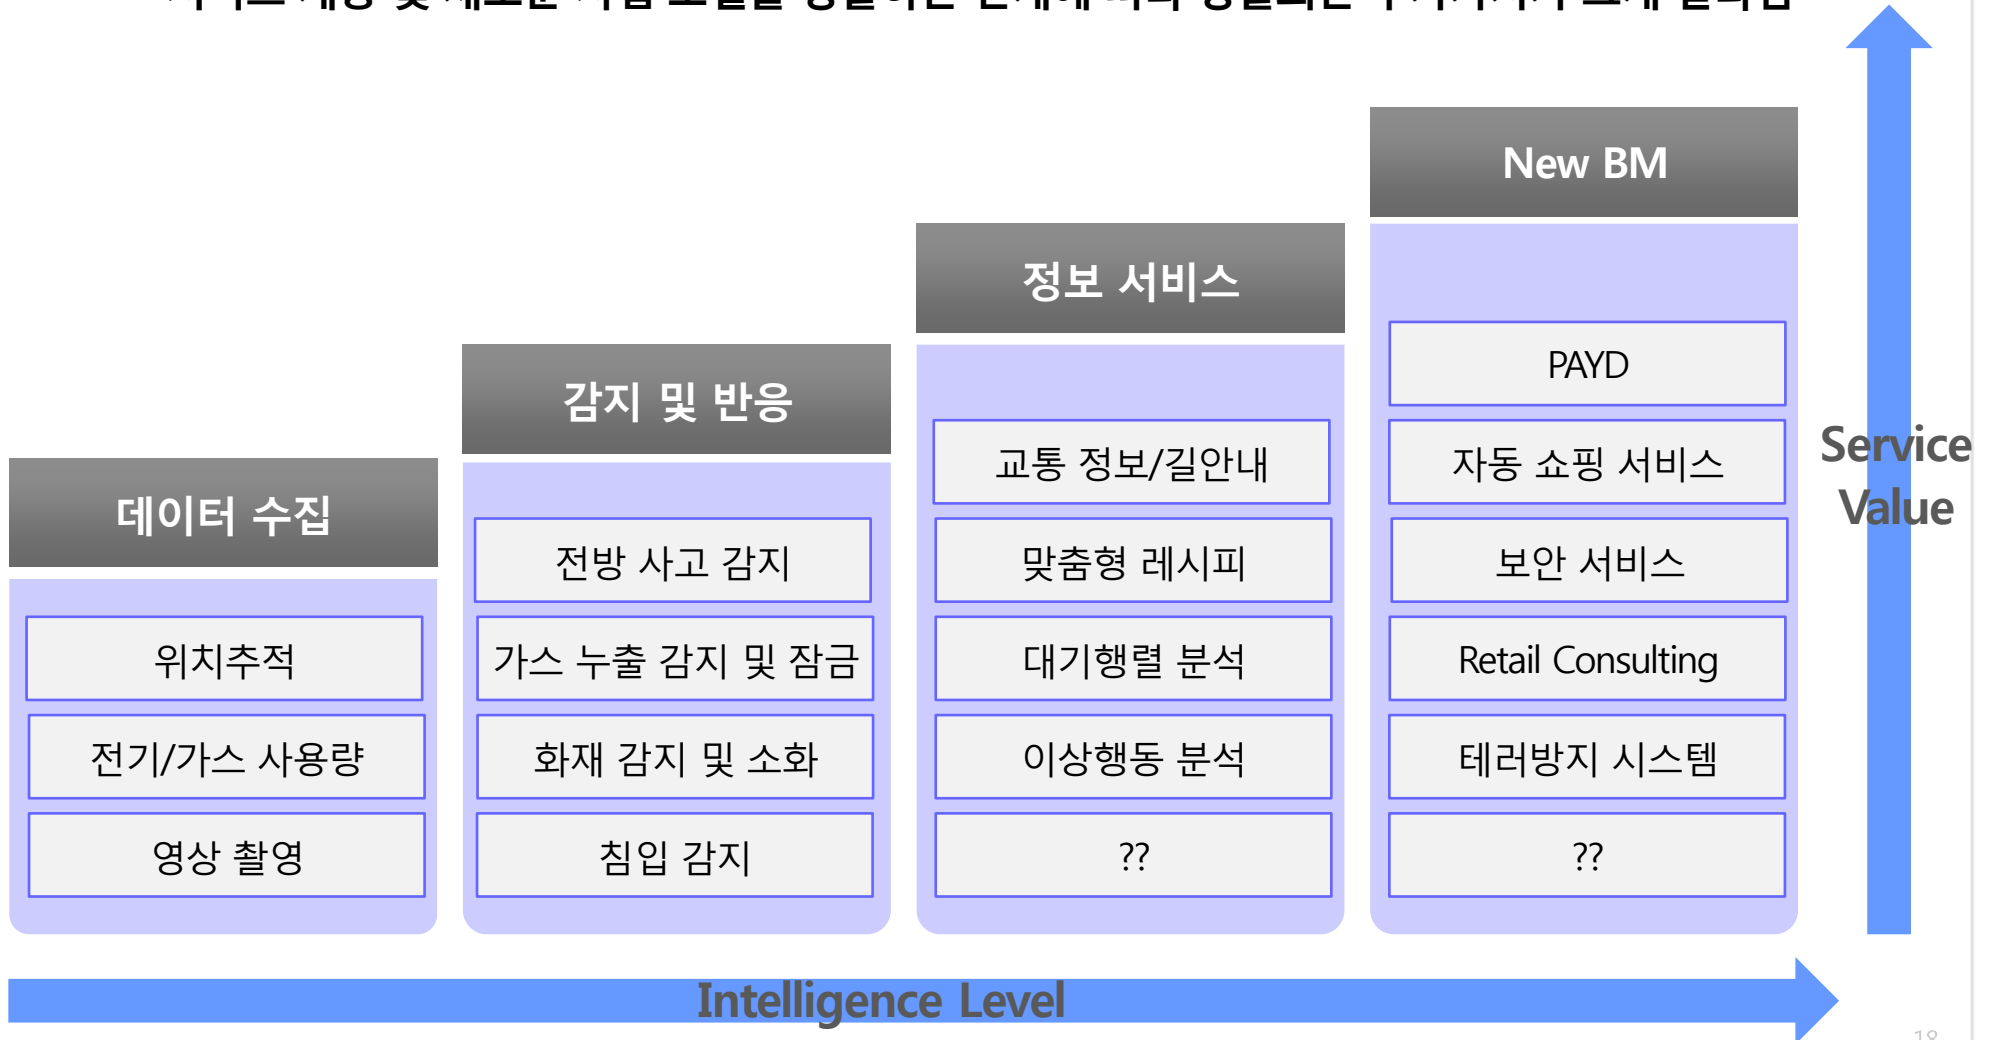 New BM
정보 서비스
감지 및 반응
데이터 수집
위치추적
전기/가스 사용량
영상 촬영
전방 사고 감지
가스 누출 감지 및 잠금
화재 감지 및 소화
침입 감지
교통 정보/길안내
맞춤형 레시피
대기행렬 분석
이상행동 분석
??
PAYD
자동 쇼핑 서비스
보안 서비스
Retail Consulting
테러방지 시스템
??
Service
Value
Intelligence Level